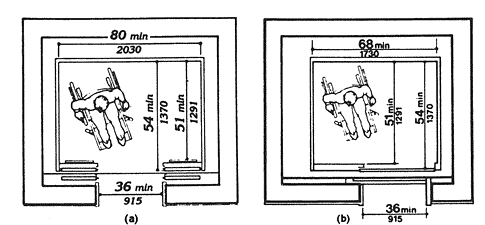 80 min
2030
54 min
1370
51 min
1291
36 min
915
(a)
68 min
1730
51 min
1291
54 min
1370
36 min
915
(b)